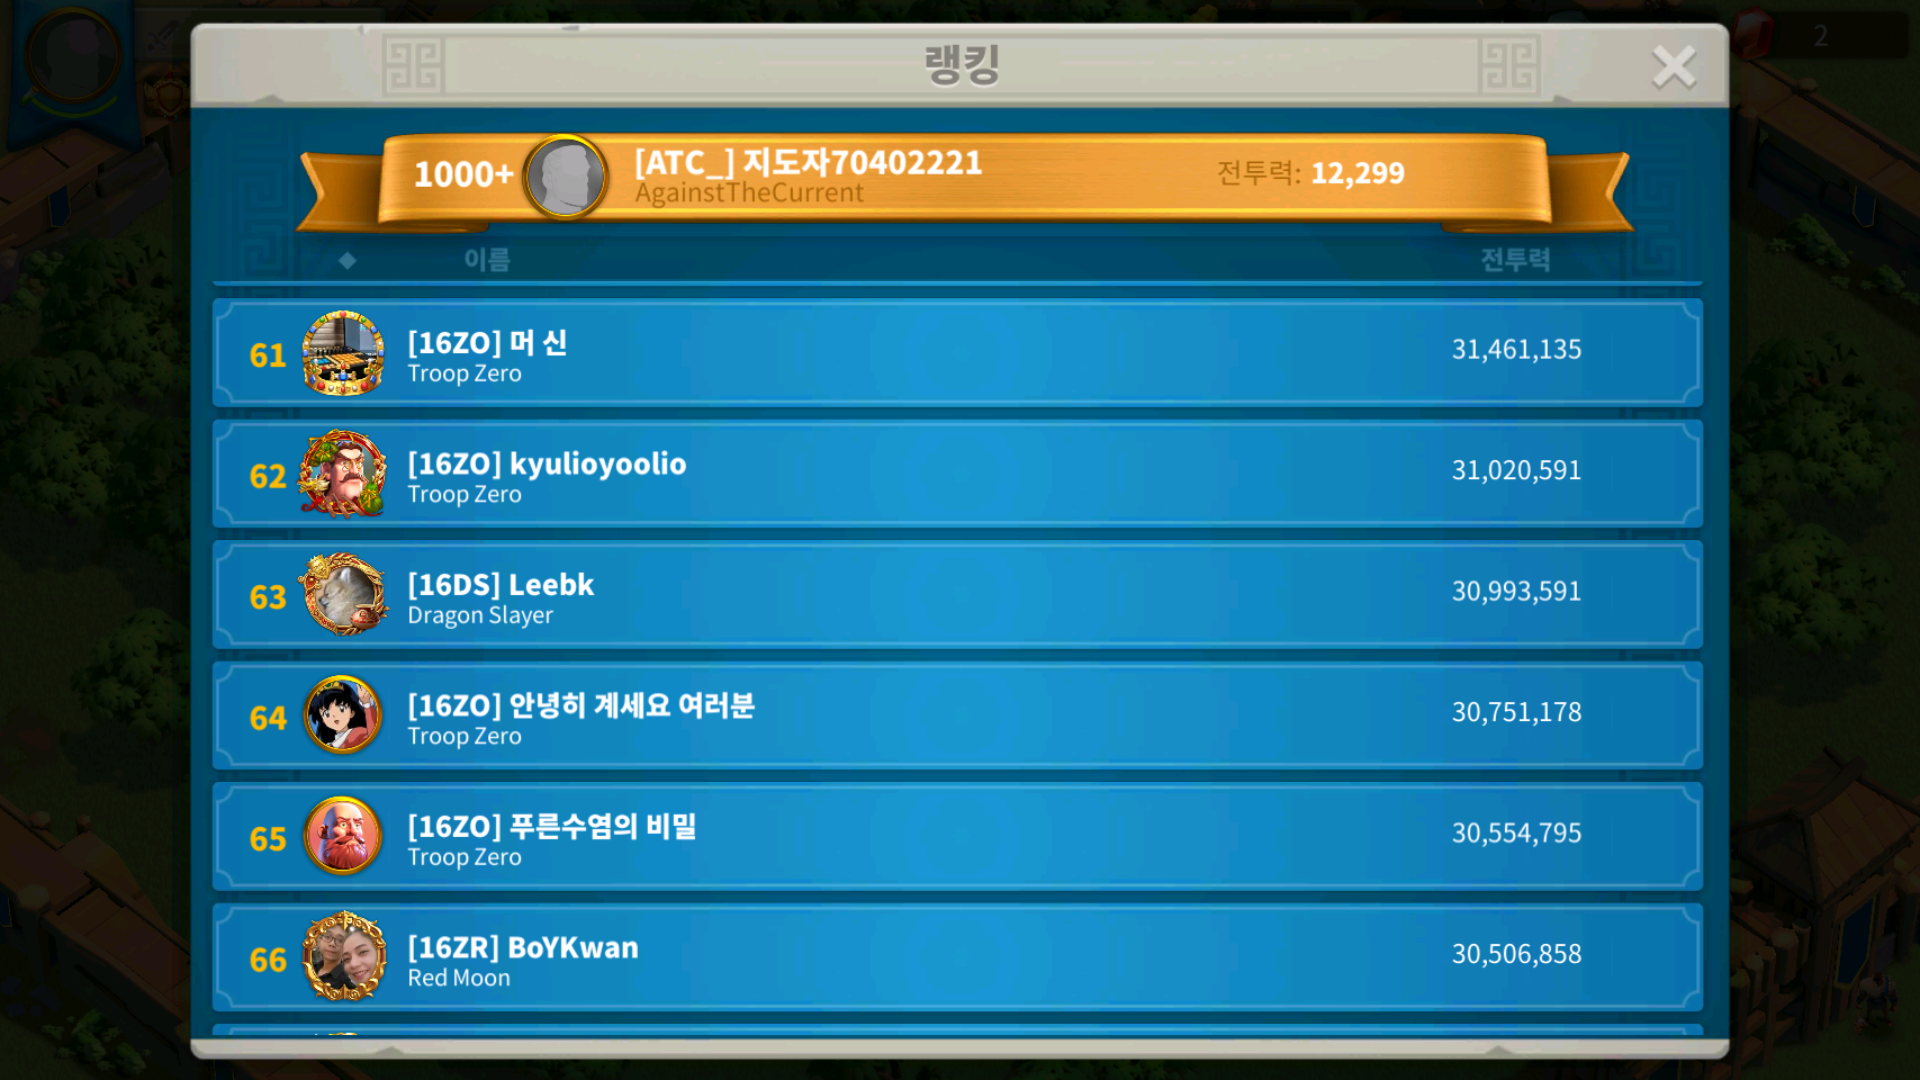 랭킹
2
1000+
[ATC_] 지도자70402221
AgainstTheCurrent
전투력: 12,299
이름
전투력
61
[16ZO] 머 신
Troop Zero
31,461,135
62
[16ZO] kyulioyoolio
Troop Zero
31,020,591
63
[16DS] Leebk
Dragon Slayer
30,993,591
64
[16ZO] 안녕히 계세요 여러분
Troop Zero
30,751,178
65
[16ZO] 푸른수염의 비밀
Troop Zero
30,554,795
66
[16ZR] BoYKwan
Red Moon
30,506,858